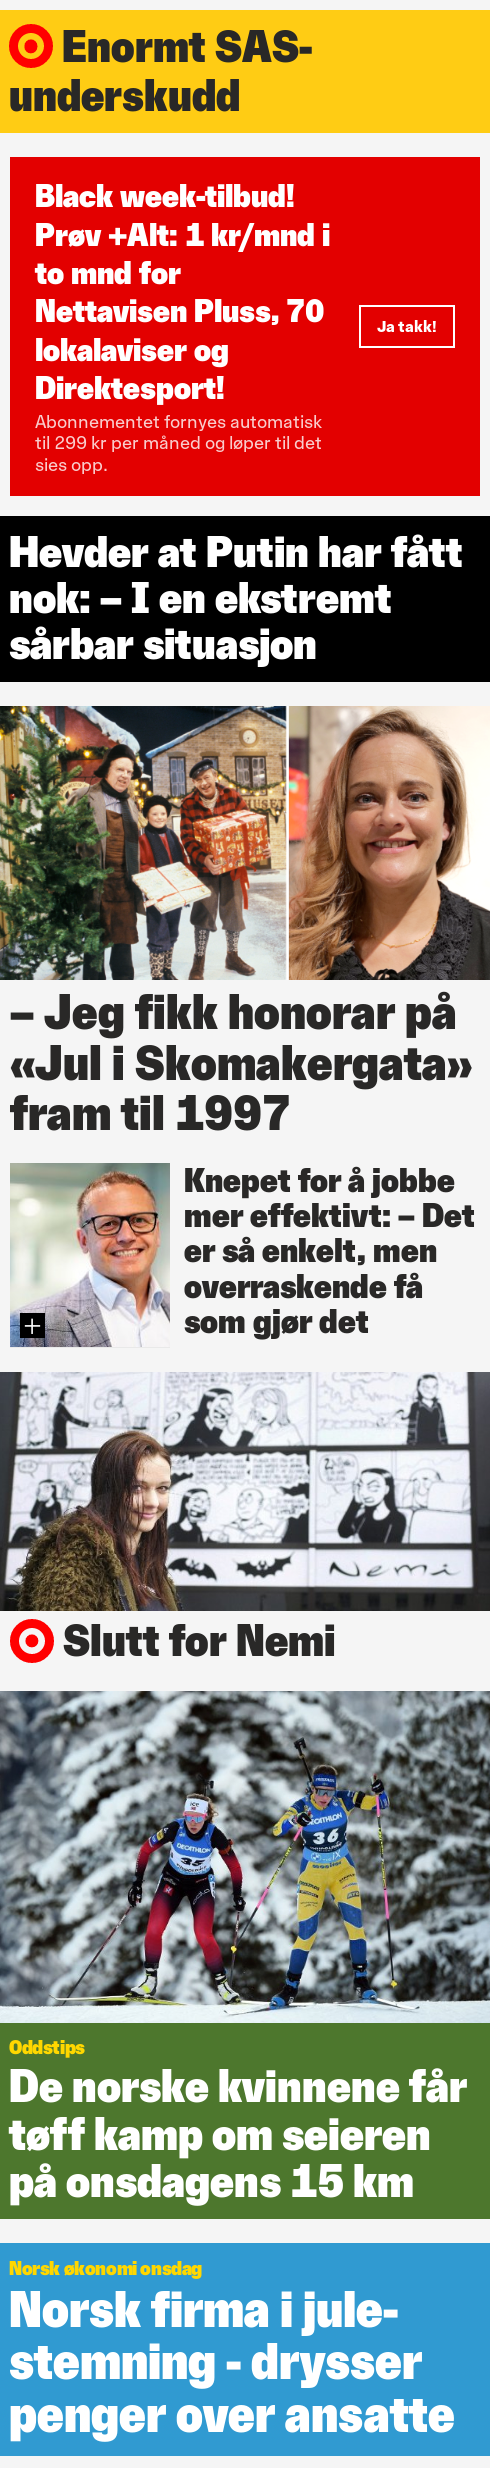 Enormt SAS-
underskudd
Black week-tilbud!
Prøv +Alt: 1 kr/mnd i
to mnd for
Nettavisen Pluss, 70
lokalaviser og
Direktesport!
Ja takk!
Abonnementet fornyes automatisk
til 299 kr per måned og løper til det
sies opp.
Hevder at Putin har fått
nok: – I en ekstremt
sårbar situasjon
– Jeg fikk honorar på
«Jul i Skomakergata»
fram til 1997
Knepet for å jobbe
mer effektivt: – Det
er så enkelt, men
overraskende få
som gjør det
Nemi
Slutt for Nemi
DECATHLON
35
DECATHLON
36
Oddstips
De norske kvinnene får
tøff kamp om seieren
på onsdagens 15 km
Norsk økonomi onsdag
Norsk firma i jule-
stemning - drysser
penger over ansatte